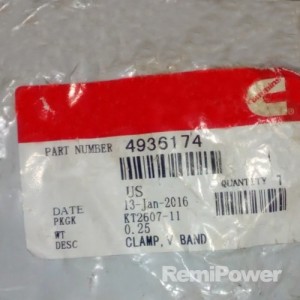 PART NUMBER 4936174
US
QUANTITY 1
DATE 13-Jan-2016
PKGK KT2607-11
WT 0.25
DESC CLAMP, V BAND
RemiPower